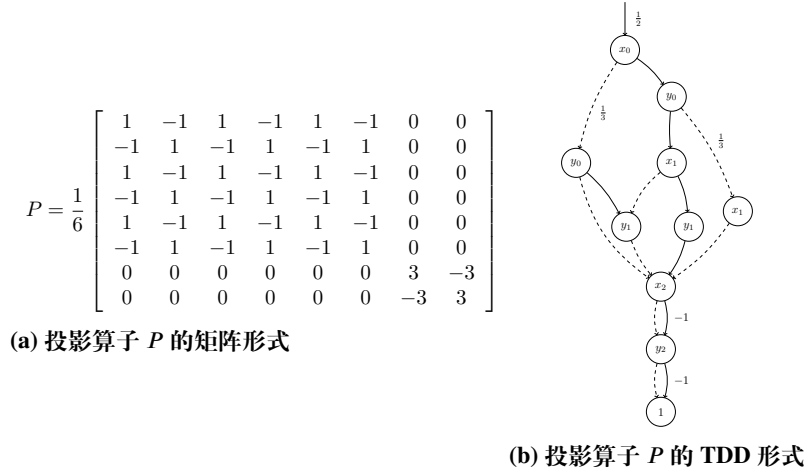 1/2
x₀
y₀
1/3
1/3
y₀
x₁
x₁
y₁
y₁
x₂
−1
y₂
−1
1
P = 1/6
1 −1 1 −1 1 −1 0 0
−1 1 −1 1 −1 1 0 0
1 −1 1 −1 1 −1 0 0
−1 1 −1 1 −1 1 0 0
1 −1 1 −1 1 −1 0 0
−1 1 −1 1 −1 1 0 0
0 0 0 0 0 0 3 −3
0 0 0 0 0 0 −3 3
(a) 投影算子 P 的矩阵形式
(b) 投影算子 P 的 TDD 形式